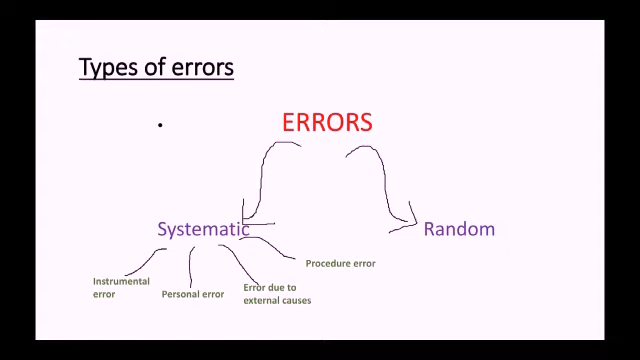 Types of errors
ERRORS
Systematic
Random
Procedure error
Instrumental
error
Personal error
Error due to
external causes